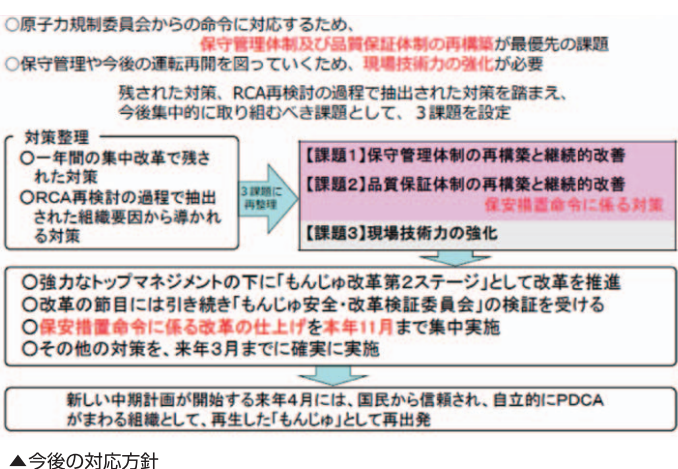 ○原子力規制委員会からの命令に対応するため、
保守管理体制及び品質保証体制の再構築が最優先の課題
○保守管理や今後の運転再開を図っていくため、現場技術力の強化が必要
残された対策、RCA再検討の過程で抽出された対策を踏まえ、
今後集中的に取り組むべき課題として、3課題を設定
対策整理
○一年間の集中改革で残さ
れた対策
○RCA再検討の過程で抽出
された組織要因から導かれ
る対策
3課題に
再整理
【課題1】保守管理体制の再構築と継続的改善
【課題2】品質保証体制の再構築と継続的改善
保安措置命令に係る対策
【課題3】現場技術力の強化
○強力なトップマネジメントの下に「もんじゅ改革第2ステージ」として改革を推進
○改革の節目には引き続き「もんじゅ安全・改革検証委員会」の検証を受ける
○保安措置命令に係る改革の仕上げを本年11月まで集中実施
○その他の対策を、来年3月までに確実に実施
新しい中期計画が開始する来年4月には、国民から信頼され、自立的にPDCA
がまわる組織として、再生した「もんじゅ」として再出発
▲今後の対応方針